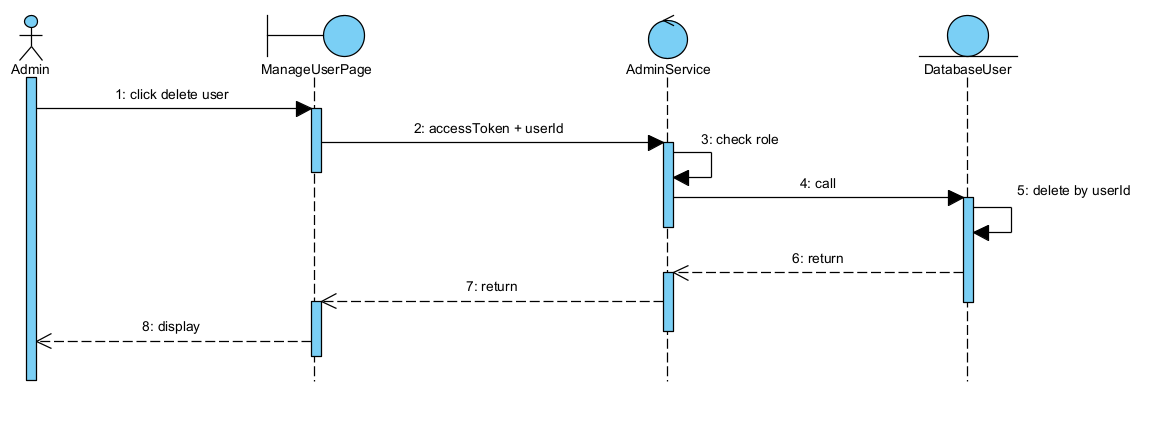 Admin
ManageUserPage
AdminService
DatabaseUser
1: click delete user
2: accessToken + userId
3: check role
4: call
5: delete by userId
6: return
7: return
8: display